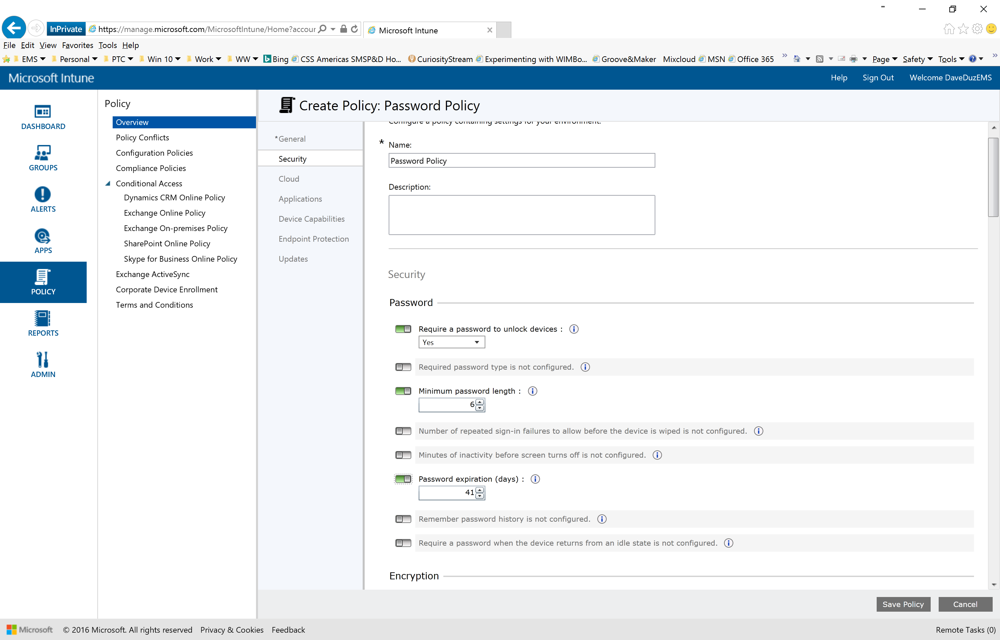 InPrivate https://manage.microsoft.com/MicrosoftIntune/Home?accour Microsoft Intune
File Edit View Favorites Tools Help
EMS Personal PTC Win 10 Work WW Bing CSS Americas SMSP&D Ho... CuriosityStream Experimenting with WIMBo... Groove&Maker Mixcloud MSN Office 365 » Page Safety Tools »
Microsoft Intune Help Sign Out Welcome DaveDuzEMS
DASHBOARD
GROUPS
ALERTS
APPS
POLICY
REPORTS
ADMIN
Policy
Overview
Policy Conflicts
Configuration Policies
Compliance Policies
Conditional Access
Dynamics CRM Online Policy
Exchange Online Policy
Exchange On-premises Policy
SharePoint Online Policy
Skype for Business Online Policy
Exchange ActiveSync
Corporate Device Enrollment
Terms and Conditions
Create Policy: Password Policy
*General
Security
Cloud
Applications
Device Capabilities
Endpoint Protection
Updates
Configure a policy containing settings for your environment.
* Name:
Password Policy
Description:
Security
Password
Require a password to unlock devices :
Yes
Required password type is not configured.
Minimum password length :
6
Number of repeated sign-in failures to allow before the device is wiped is not configured.
Minutes of inactivity before screen turns off is not configured.
Password expiration (days) :
41
Remember password history is not configured.
Require a password when the device returns from an idle state is not configured.
Encryption
Save Policy Cancel
Microsoft © 2016 Microsoft. All rights reserved Privacy & Cookies Feedback Remote Tasks (0)